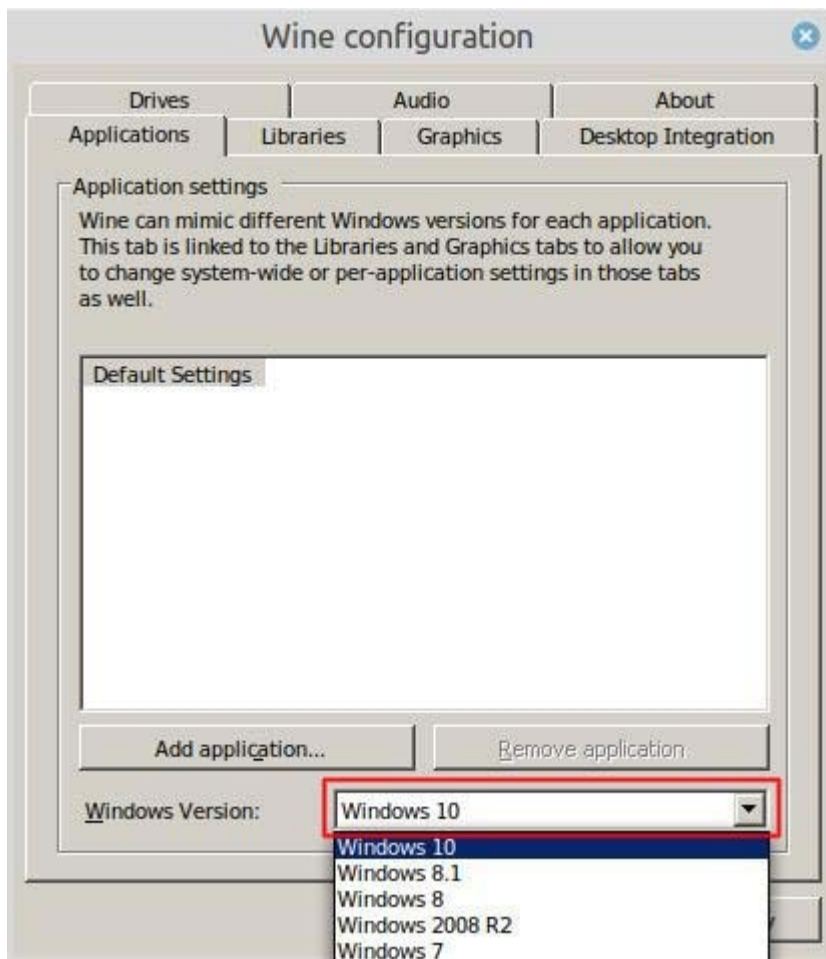 Wine configuration
Drives
Audio
About
Applications
Libraries
Graphics
Desktop Integration
Application settings
Wine can mimic different Windows versions for each application.
This tab is linked to the Libraries and Graphics tabs to allow you
to change system-wide or per-application settings in those tabs
as well.
Default Settings
Add application...
Remove application
Windows Version:
Windows 10
Windows 10
Windows 8.1
Windows 8
Windows 2008 R2
Windows 7